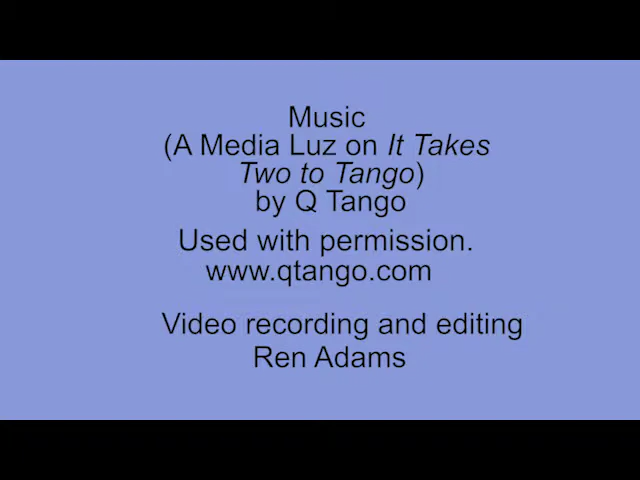 Music
(A Media Luz on It Takes
Two to Tango)
by Q Tango
Used with permission.
www.qtango.com
Video recording and editing
Ren Adams